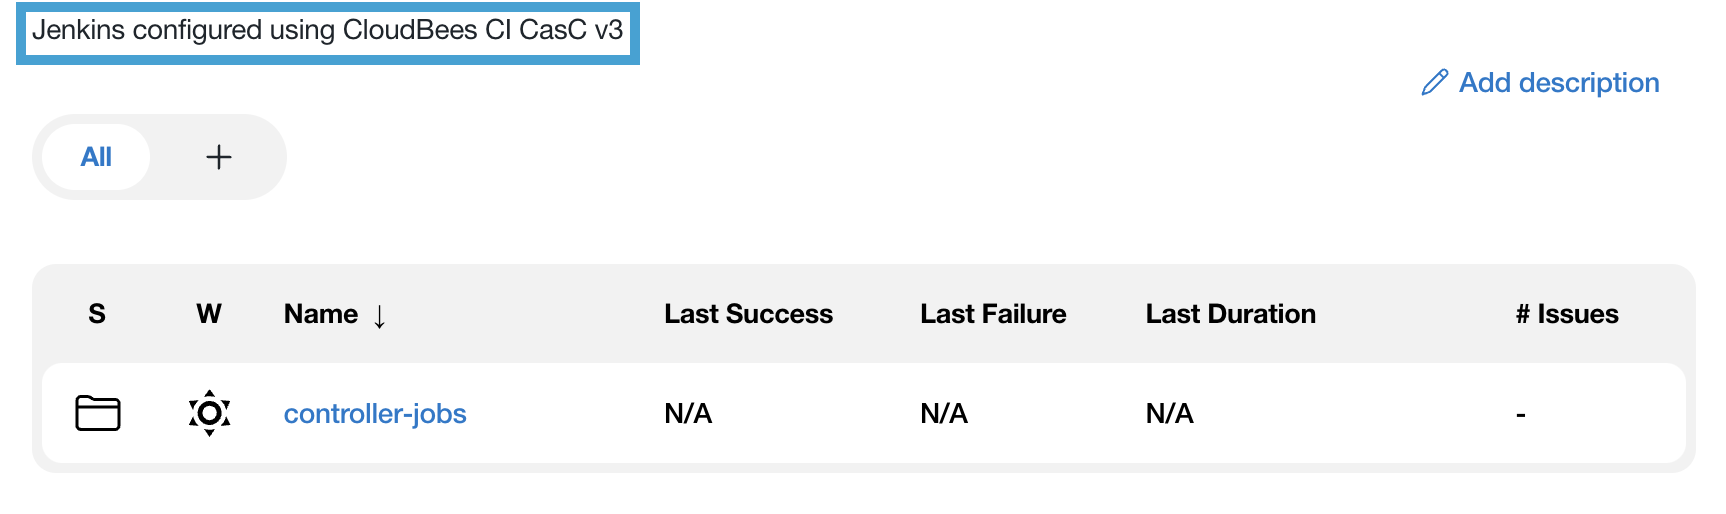 Jenkins configured using CloudBees CI CasC v3
Add description
All +
S W Name ↓ Last Success Last Failure Last Duration # Issues
controller-jobs N/A N/A N/A -